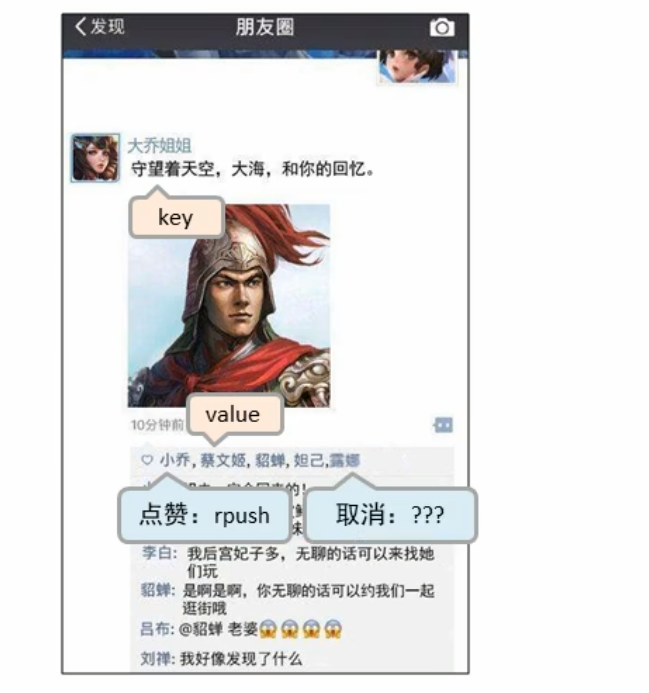 发现
朋友圈
大乔姐姐
守望着天空，大海，和你的回忆。
key
10分钟前
value
小乔, 蔡文姬, 貂蝉, 妲己,露娜
点赞：rpush
取消：???
李白: 我后宫妃子多，无聊的话可以来找她
们玩
貂蝉: 是啊是啊，你无聊的话可以约我们一起
逛街哦
吕布: @貂蝉 老婆😱😱😱😱
刘禅: 我好像发现了什么